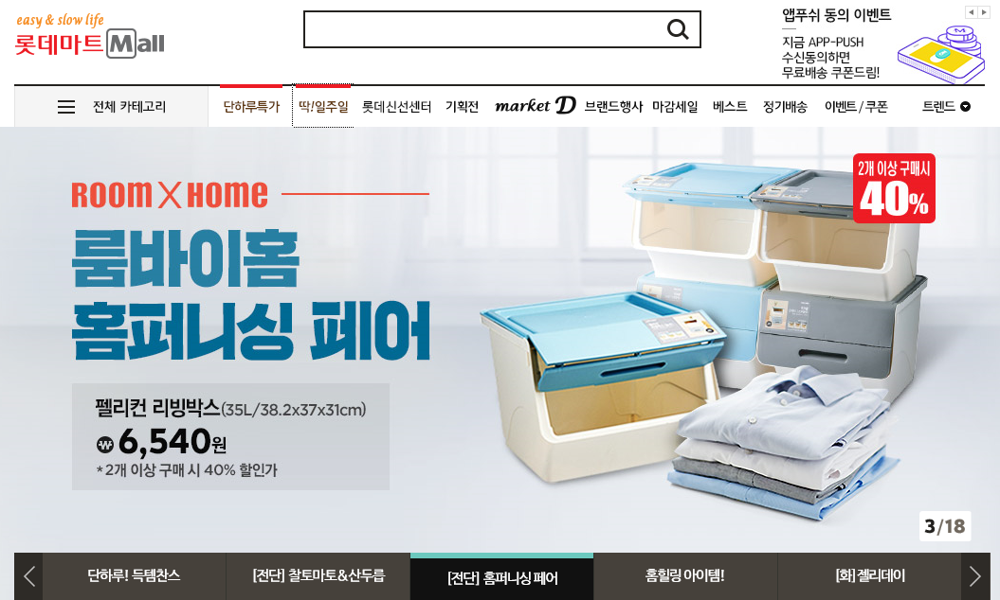 easy & slow life
롯데마트 Mall
앱푸쉬 동의 이벤트
지금 APP-PUSH
수신동의하면
무료배송 쿠폰드림!
전체 카테고리
단하루특가 딱!일주일 롯데신선센터 기획전 market D 브랜드행사 마감세일 베스트 정기배송 이벤트/쿠폰 트렌드
ROOM X HOME
룸바이홈
홈퍼니싱 페어
2개 이상 구매시
40%
펠리컨 리빙박스(35L/38.2x37x31cm)
₩6,540원
*2개 이상 구매 시 40% 할인가
3/18
단하루! 득템찬스 [전단] 찰토마토&산두릅 [전단] 홈퍼니싱 페어 홈힐링 아이템! [화]젤리데이